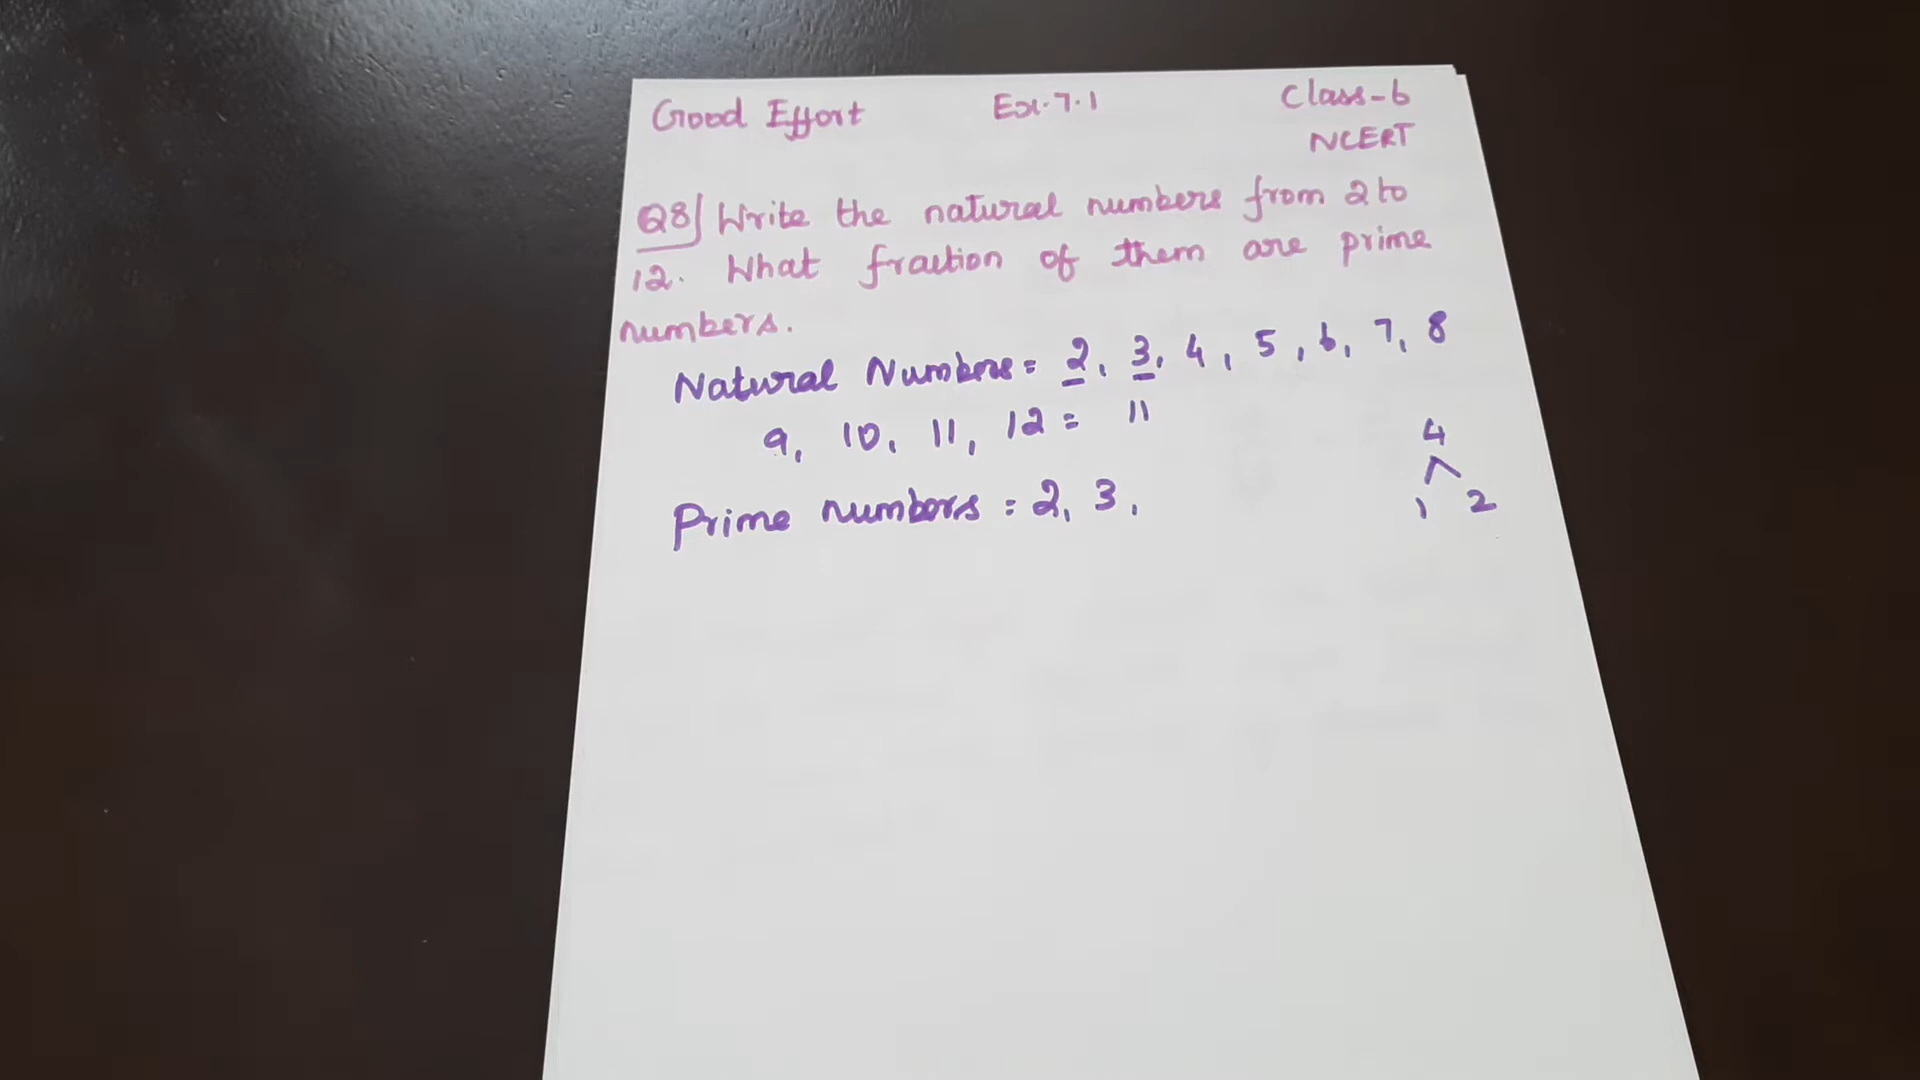 Good Effort Ex.7.1 Class-6
NCERT
Q8) Write the natural numbers from 2 to
12. What fraction of them are prime
numbers.
Natural Numbers = 2, 3, 4, 5, 6, 7, 8
9, 10, 11, 12 = 11
Prime numbers = 2, 3,
4
1 2